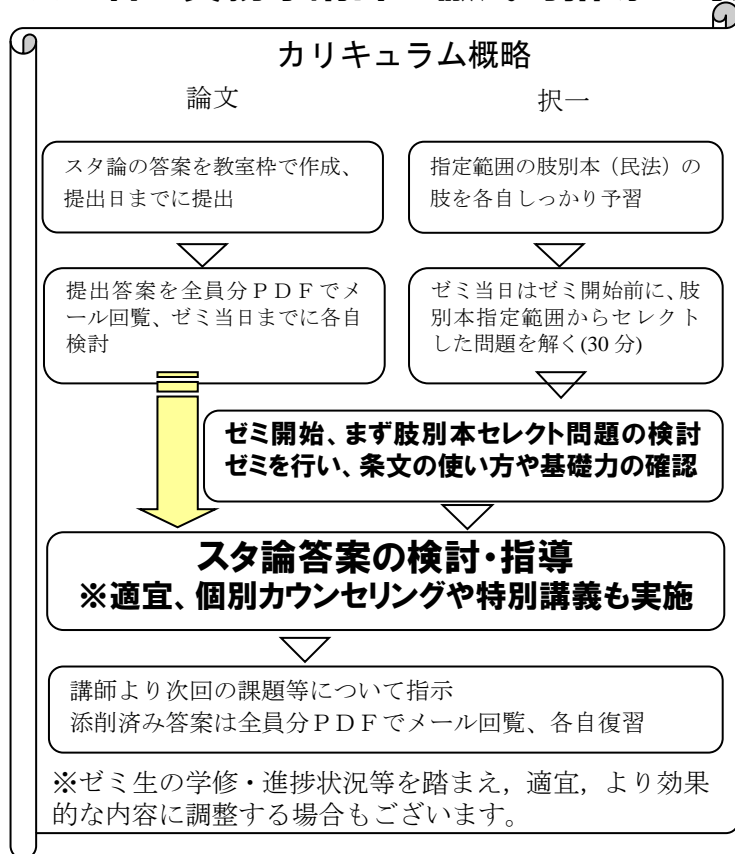 カリキュラム概略
論文
択一
スタ論の答案を教室枠で作成、
提出日までに提出
指定範囲の肢別本（民法）の
肢を各自しっかり予習
提出答案を全員分ＰＤＦでメ
ール回覧、ゼミ当日までに各自
検討
ゼミ当日はゼミ開始前に、肢
別本指定範囲からセレクト
した問題を解く(30 分)
ゼミ開始、まず肢別本セレクト問題の検討
ゼミを行い、条文の使い方や基礎力の確認
スタ論答案の検討・指導
※適宜、個別カウンセリングや特別講義も実施
講師より次回の課題等について指示
添削済み答案は全員分ＰＤＦでメール回覧、各自復習
※ゼミ生の学修・進捗状況等を踏まえ，適宜，より効果
的な内容に調整する場合もございます。